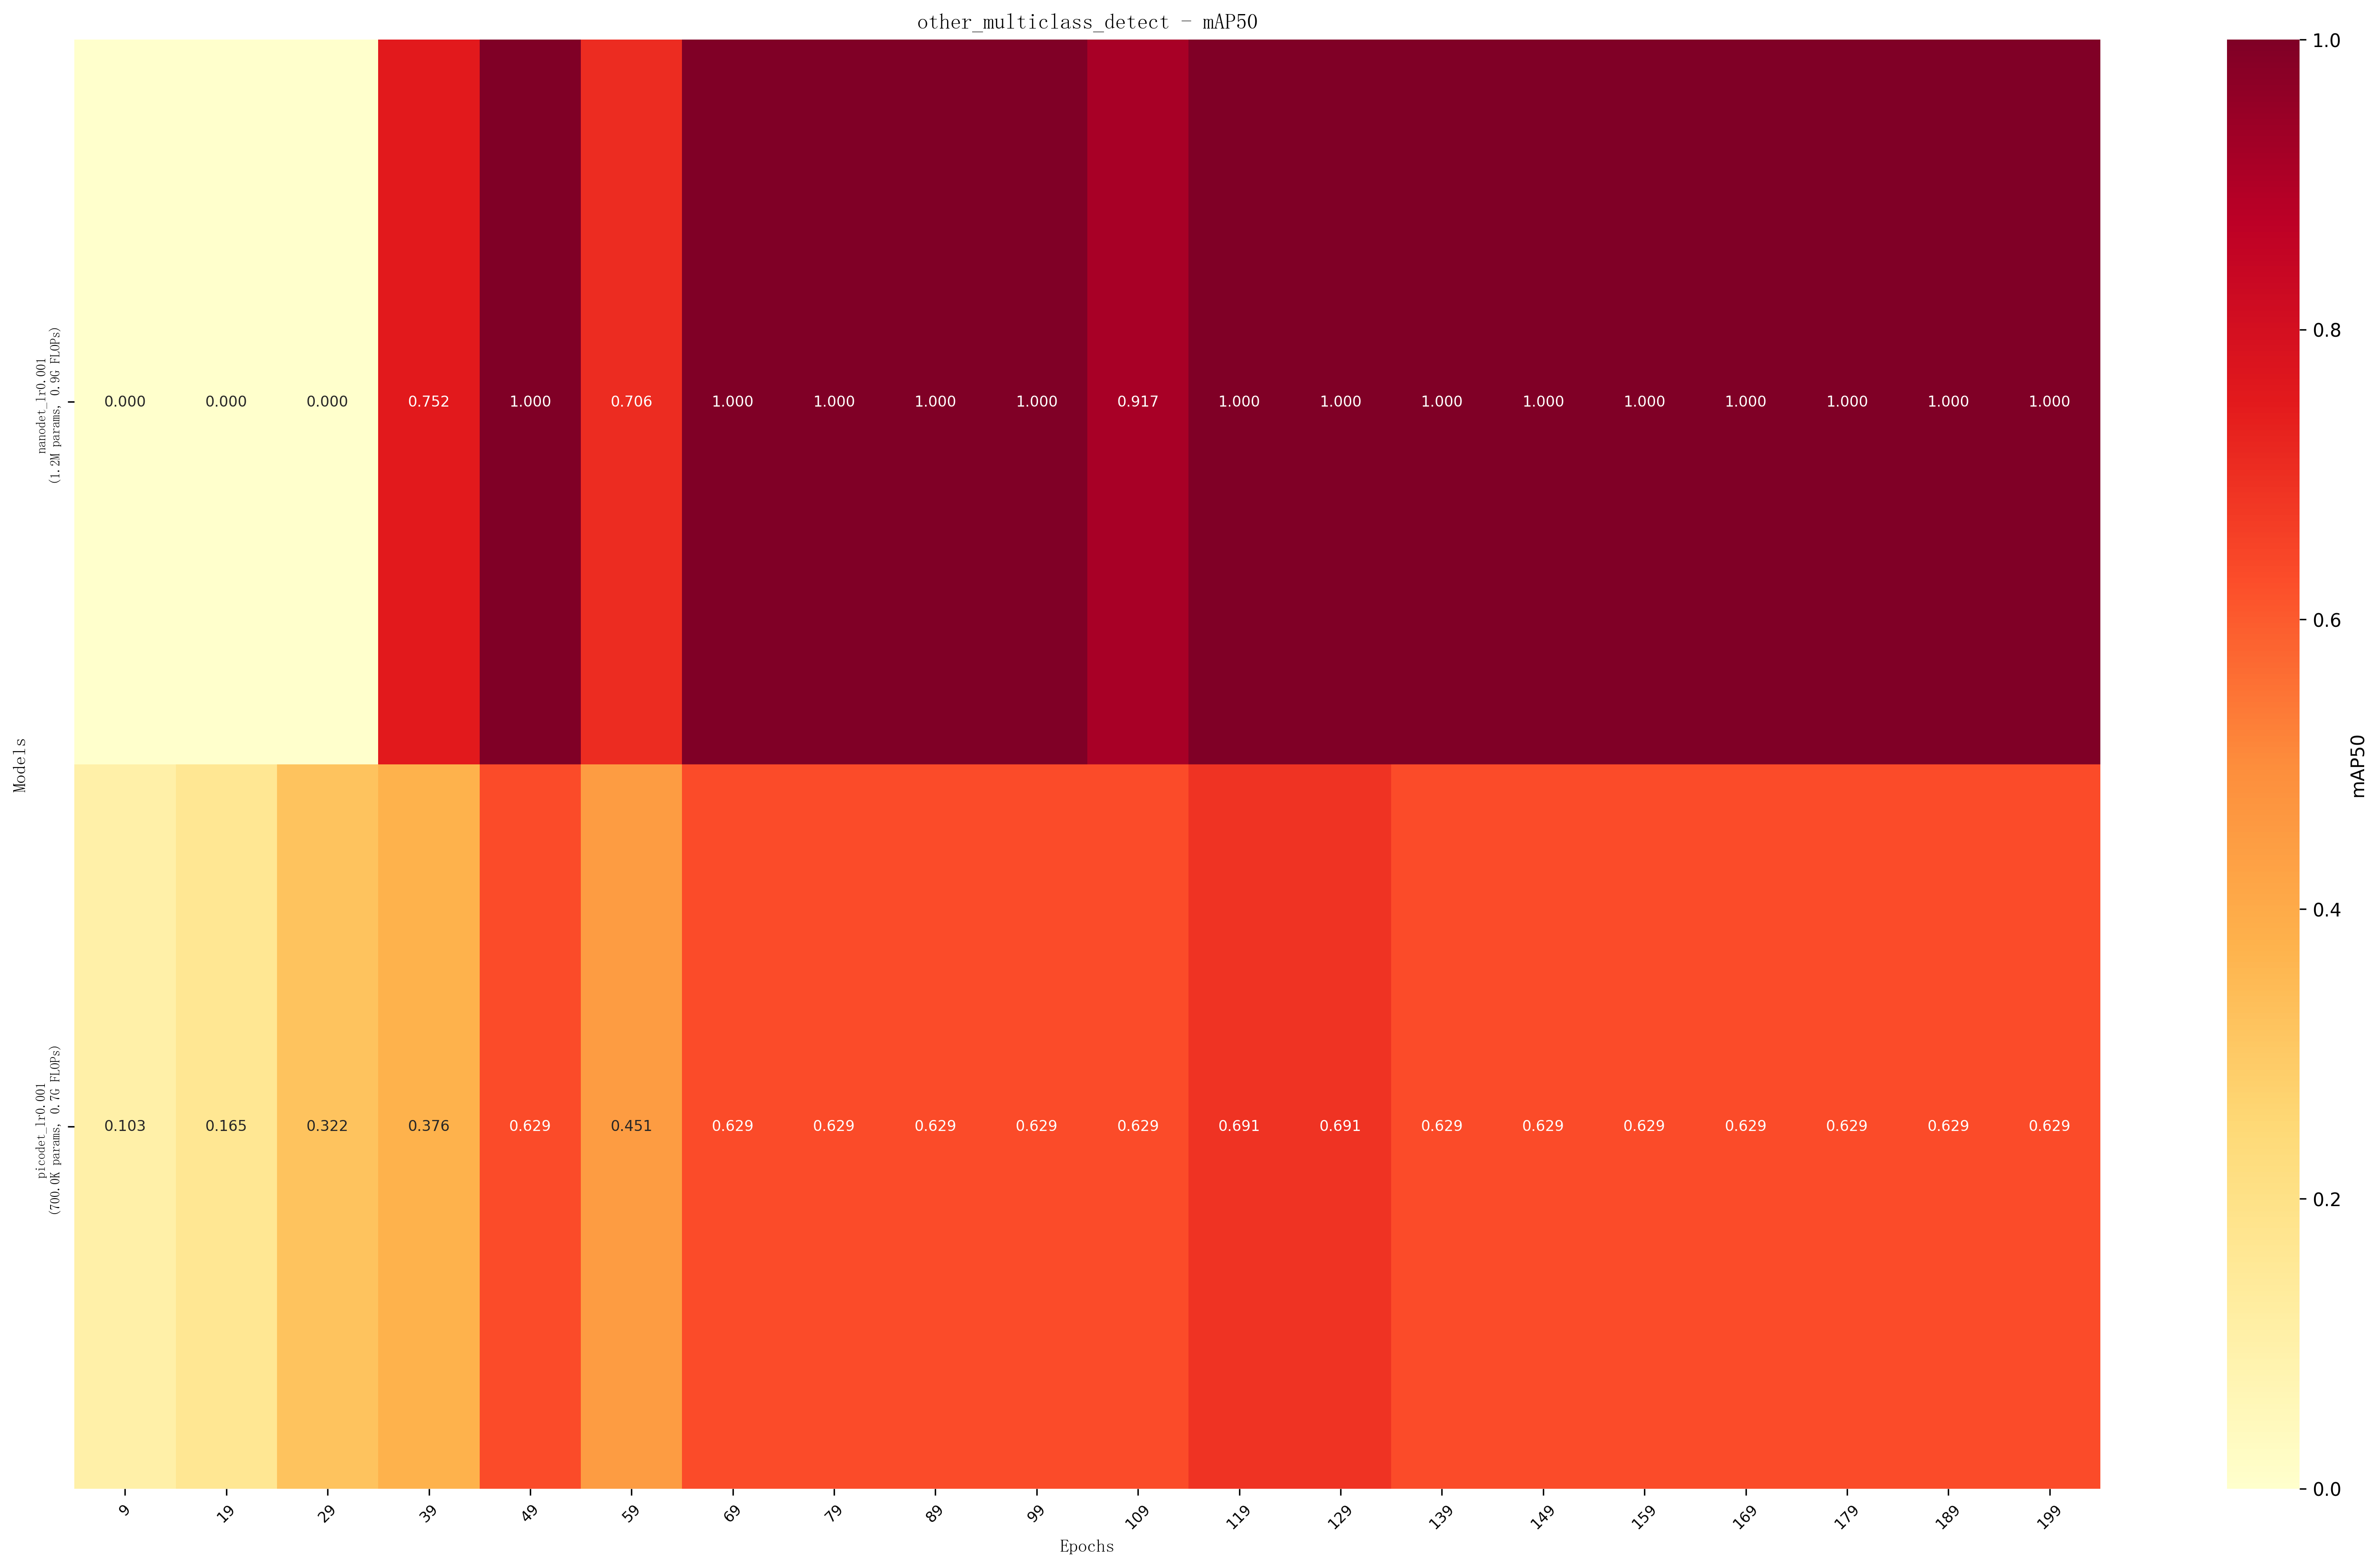 other_multiclass_detect - mAP50
Models
nanodet_lr0.001
(1.2M params, 0.9G FLOPs)
0.000 0.000 0.000 0.752 1.000 0.706 1.000 1.000 1.000 1.000 0.917 1.000 1.000 1.000 1.000 1.000 1.000 1.000 1.000 1.000
picodet_lr0.001
(700.0K params, 0.7G FLOPs)
0.103 0.165 0.322 0.376 0.629 0.451 0.629 0.629 0.629 0.629 0.629 0.691 0.691 0.629 0.629 0.629 0.629 0.629 0.629 0.629
9 19 29 39 49 59 69 79 89 99 109 119 129 139 149 159 169 179 189 199
Epochs
1.0
0.8
0.6
0.4
0.2
0.0
mAP50